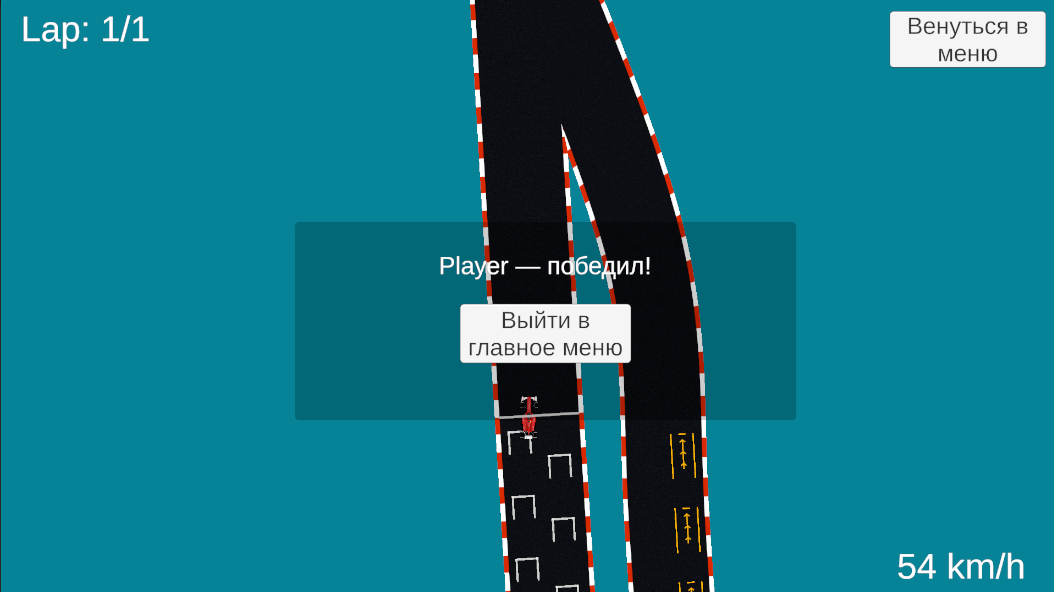 Lap: 1/1
Венуться в
меню
Player — победил!
Выйти в
главное меню
54 km/h